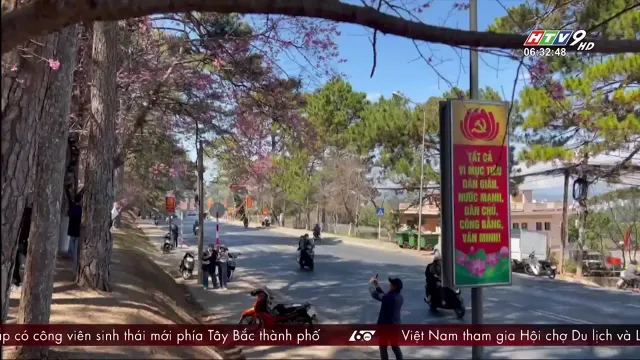 HTV9 HD
06:32:48
TẤT CẢ
VÌ MỤC TIÊU
DÂN GIÀU,
NƯỚC MẠNH,
DÂN CHỦ,
CÔNG BẰNG,
VĂN MINH!
có công viên sinh thái mới phía Tây Bắc thành phố
Việt Nam tham gia Hội chợ Du lịch và